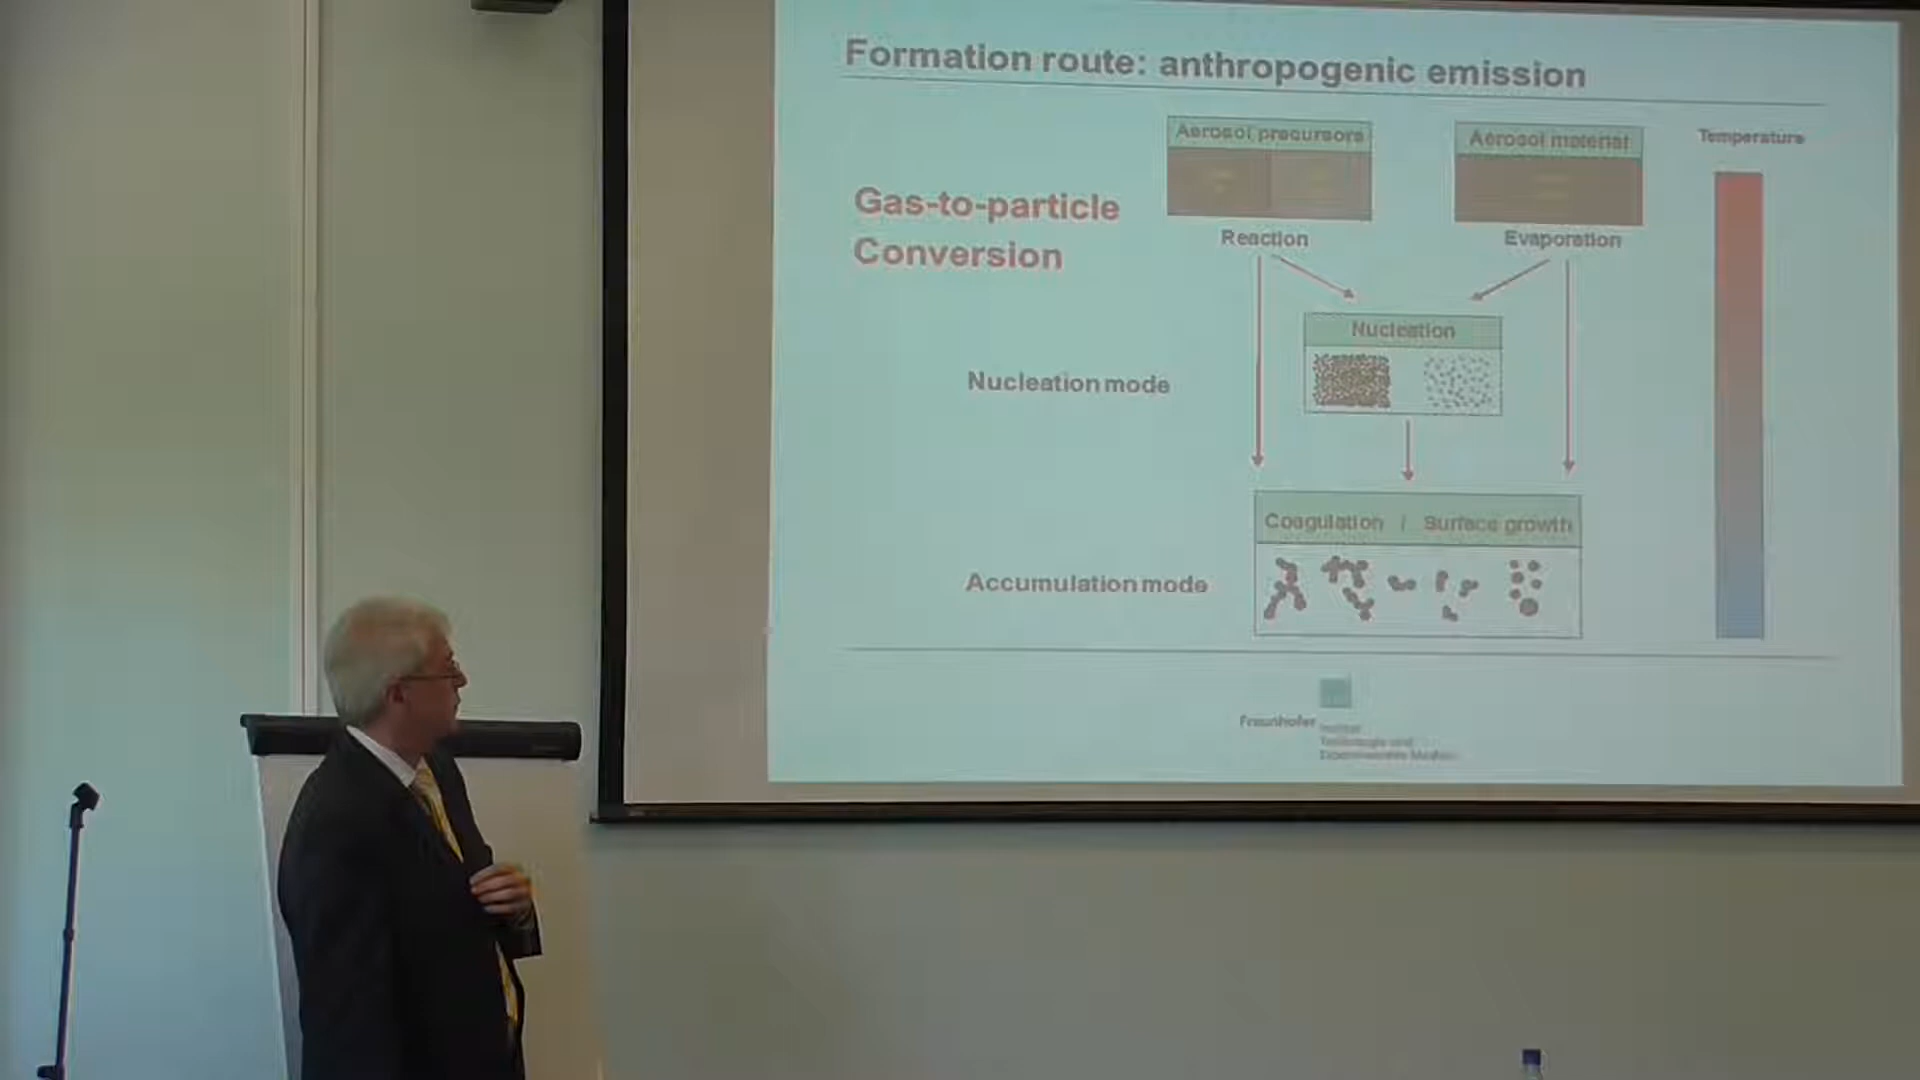 Formation route: anthropogenic emission
Aerosol precursors
Aerosol material
Temperature
Gas-to-particle
Conversion
Reaction
Evaporation
Nucleation
Nucleation mode
Coagulation / Surface growth
Accumulation mode
Fraunhofer
Institut